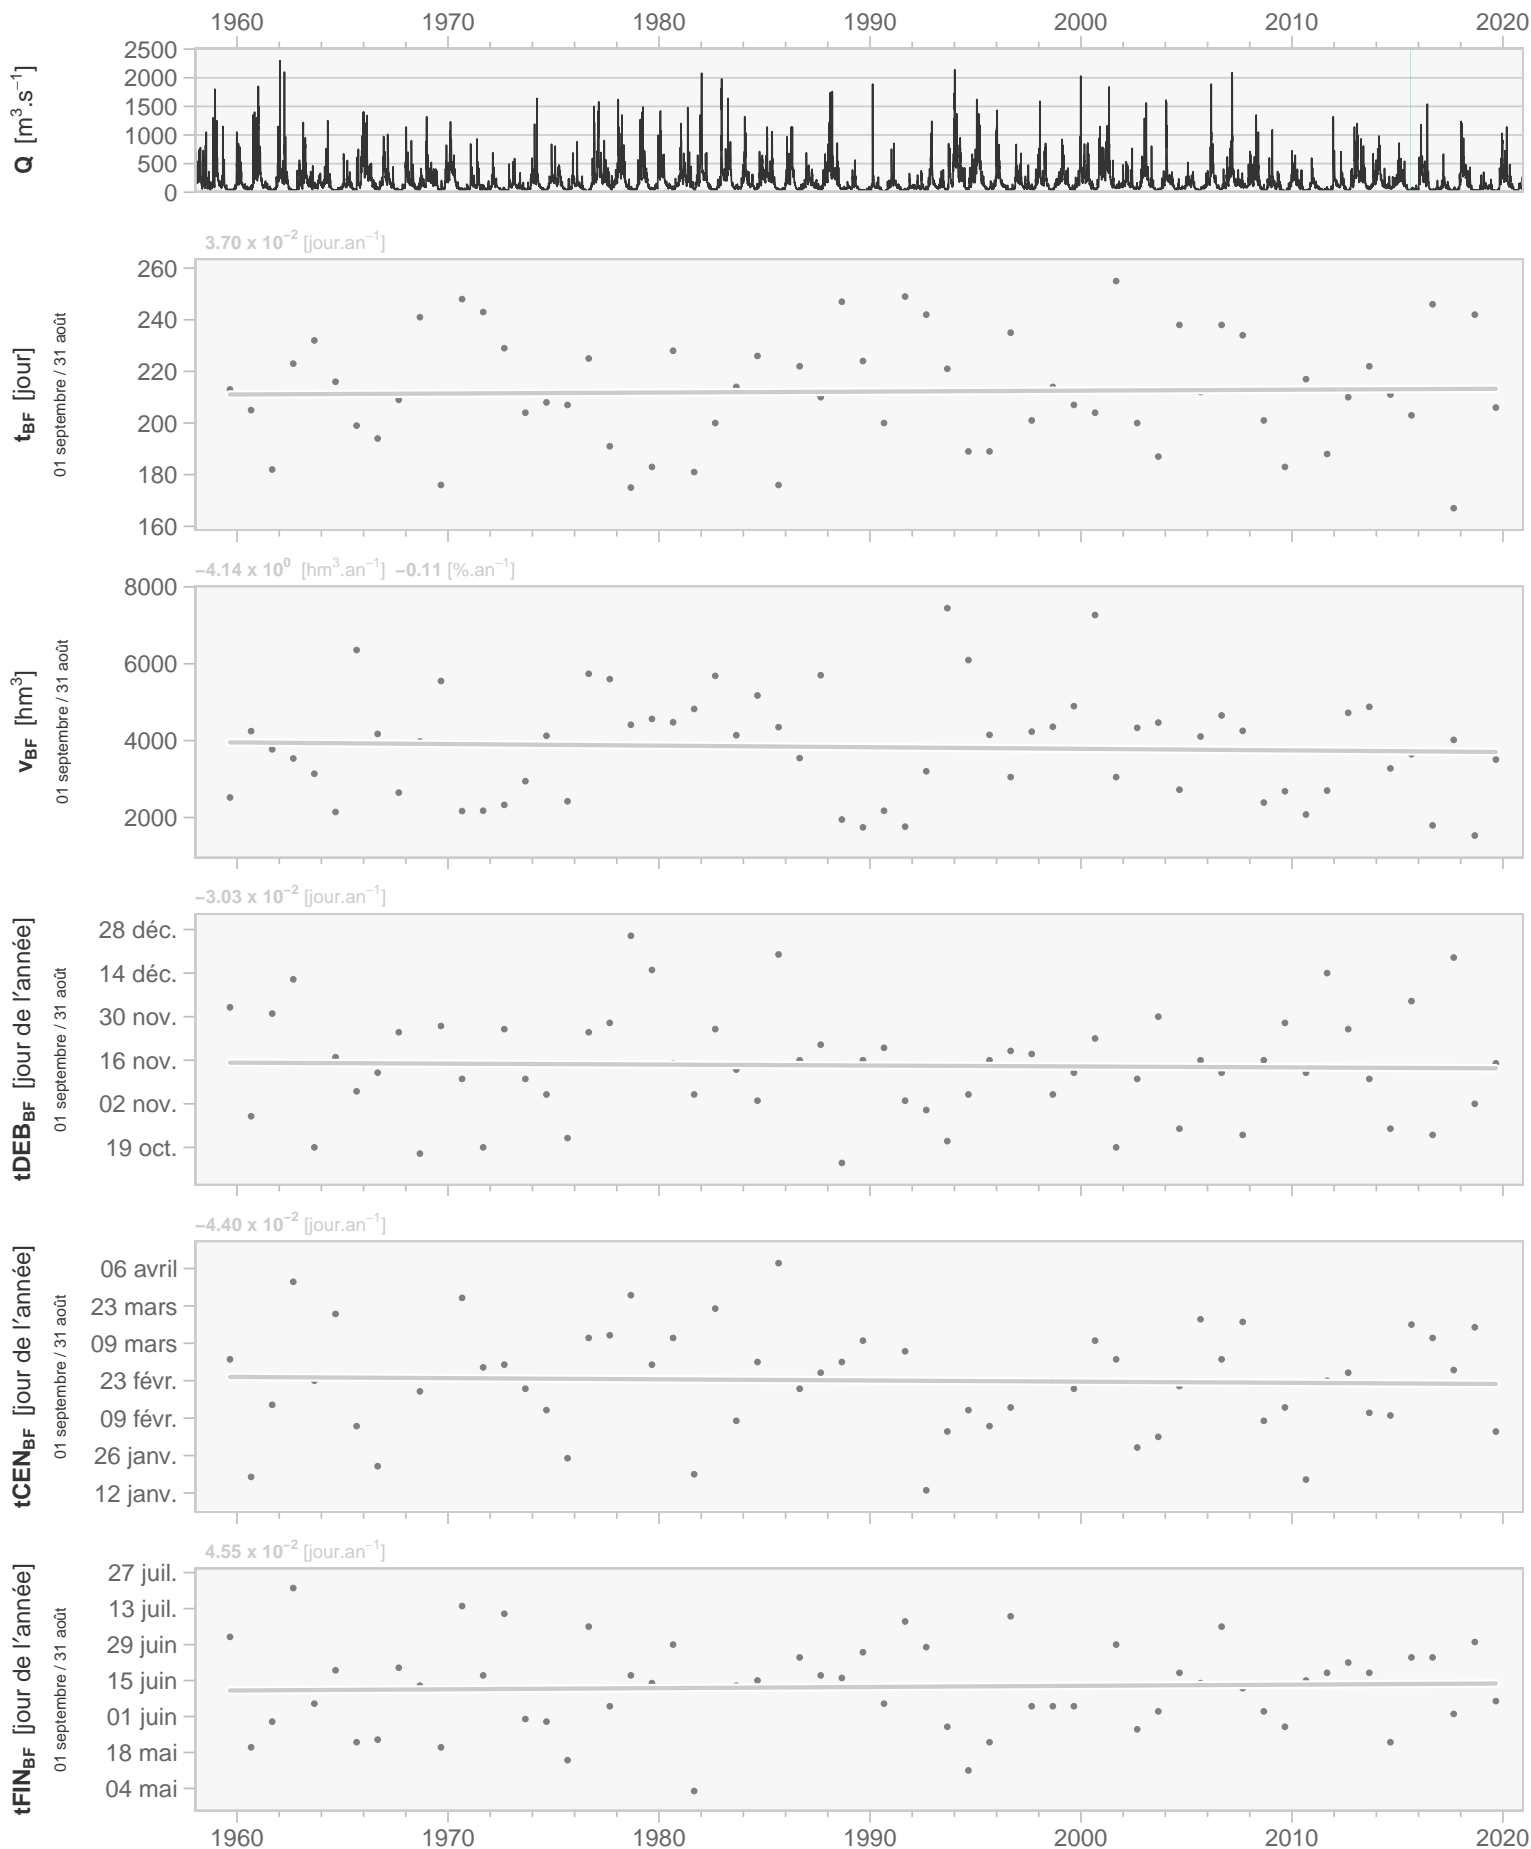 1960 1970 1980 1990 2000 2010 2020
Q [m³.s⁻¹]
2500
2000
1500
1000
500
0
3.70 x 10⁻² [jour.an⁻¹]
tBF [jour]
01 septembre / 31 août
260
240
220
200
180
160
−4.14 x 10⁰ [hm³.an⁻¹] −0.11 [%.an⁻¹]
vBF [hm³]
01 septembre / 31 août
8000
6000
4000
2000
−3.03 x 10⁻² [jour.an⁻¹]
tDEBBF [jour de l'année]
01 septembre / 31 août
28 déc.
14 déc.
30 nov.
16 nov.
02 nov.
19 oct.
−4.40 x 10⁻² [jour.an⁻¹]
tCENBF [jour de l'année]
01 septembre / 31 août
06 avril
23 mars
09 mars
23 févr.
09 févr.
26 janv.
12 janv.
4.55 x 10⁻² [jour.an⁻¹]
tFINBF [jour de l'année]
01 septembre / 31 août
27 juil.
13 juil.
29 juin
15 juin
01 juin
18 mai
04 mai
1960 1970 1980 1990 2000 2010 2020